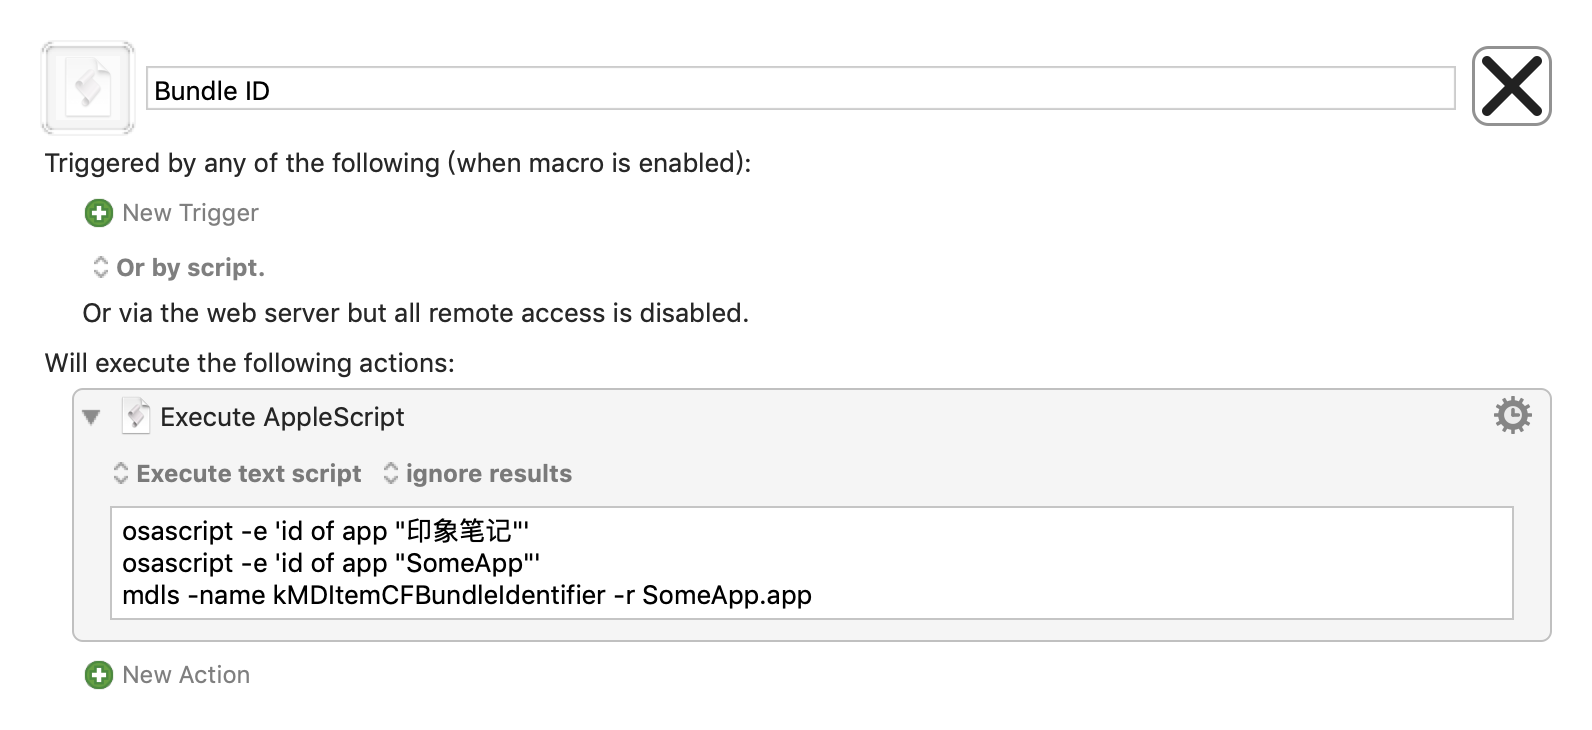 Bundle ID
Triggered by any of the following (when macro is enabled):
New Trigger
Or by script.
Or via the web server but all remote access is disabled.
Will execute the following actions:
Execute AppleScript
Execute text script ignore results
osascript -e 'id of app "印象笔记"'
osascript -e 'id of app "SomeApp"'
mdls -name kMDItemCFBundleIdentifier -r SomeApp.app
New Action